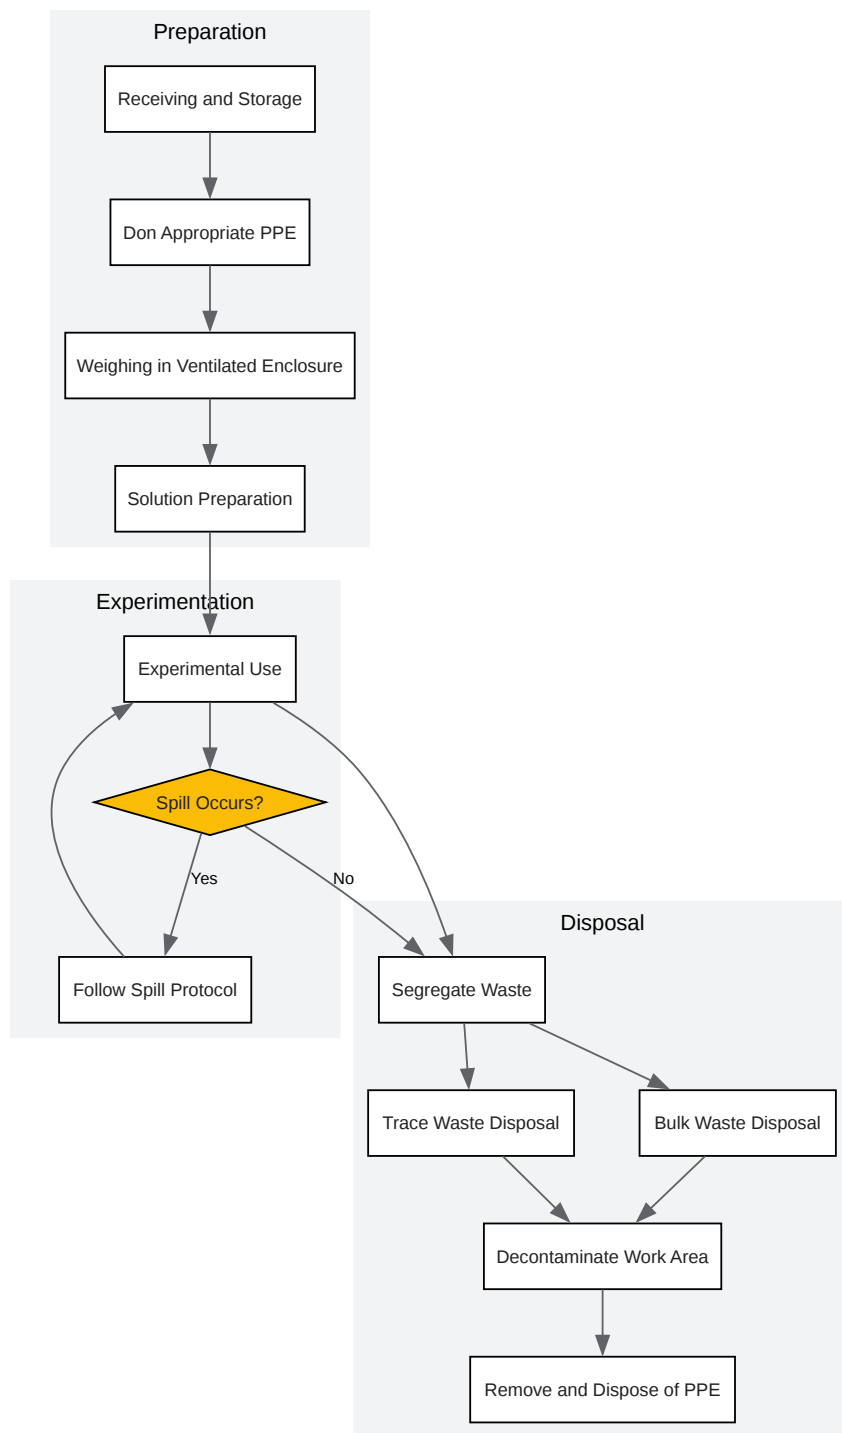 Preparation
Receiving and Storage
Don Appropriate PPE
Weighing in Ventilated Enclosure
Solution Preparation
Experimentation
Experimental Use
Spill Occurs?
Yes
No
Disposal
Follow Spill Protocol
Segregate Waste
Trace Waste Disposal
Bulk Waste Disposal
Decontaminate Work Area
Remove and Dispose of PPE